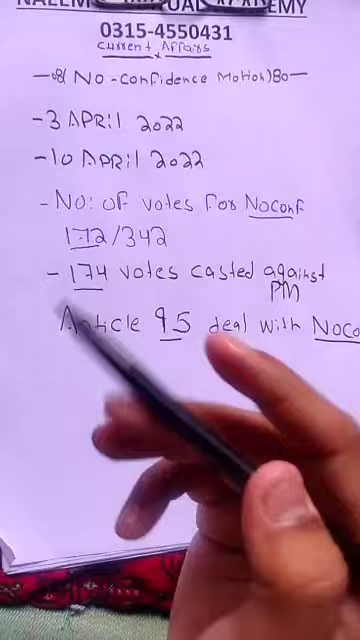 0315-4550431
Current Affairs
No-Confidence Motion
-3 APRil 2022
-10 APRil 2022
- No: of votes for Noconf
172/342
- 174 votes casted against
PM
Article 95 deal with Noco